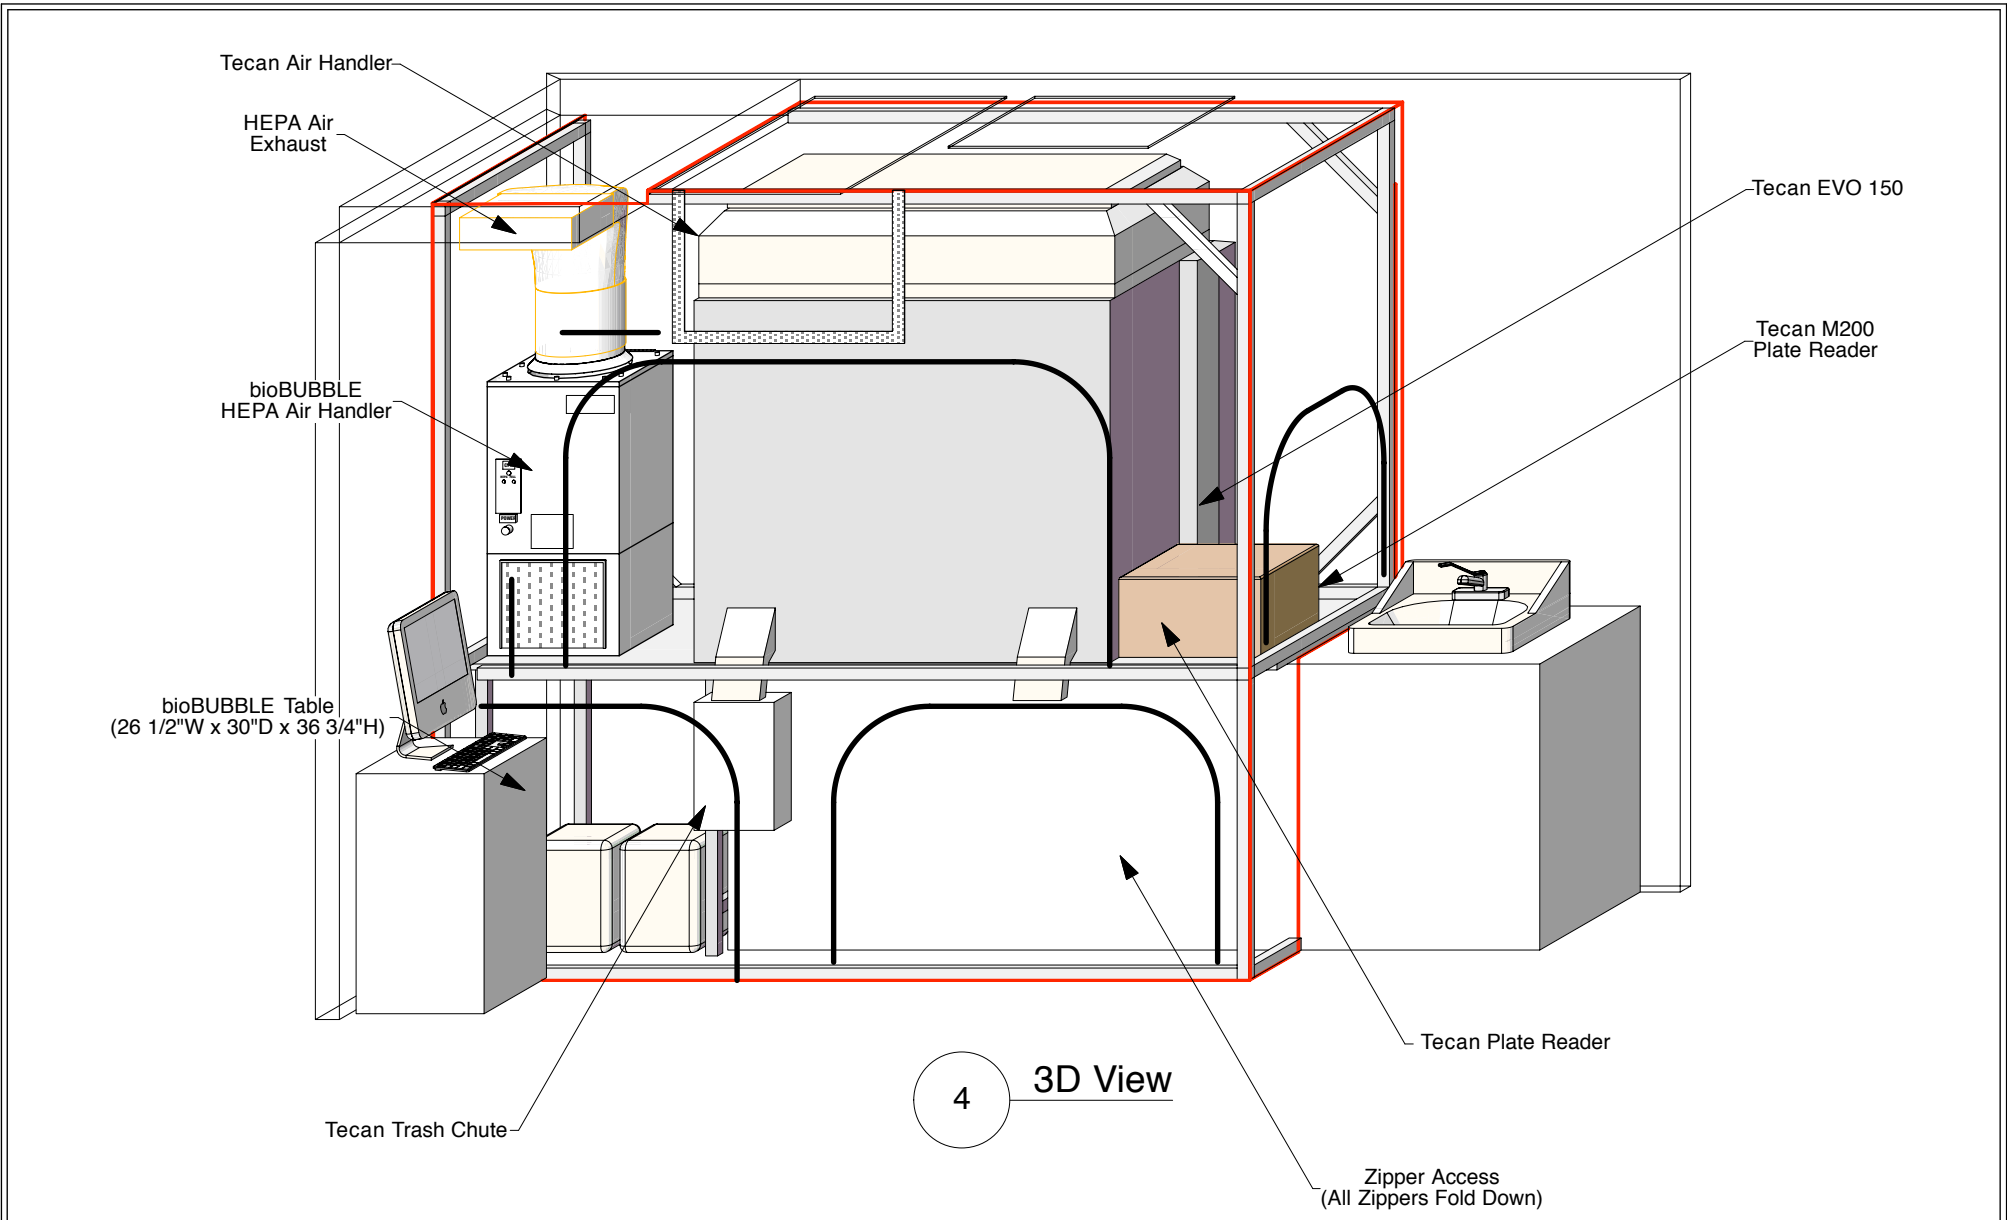 Tecan Air Handler
HEPA Air
Exhaust
Tecan EVO 150
Tecan M200
Plate Reader
bioBUBBLE
HEPA Air Handler
POWER
bioBUBBLE Table
(26 1/2"W x 30"D x 36 3/4"H)
Tecan Plate Reader
4
3D View
Tecan Trash Chute
Zipper Access
(All Zippers Fold Down)